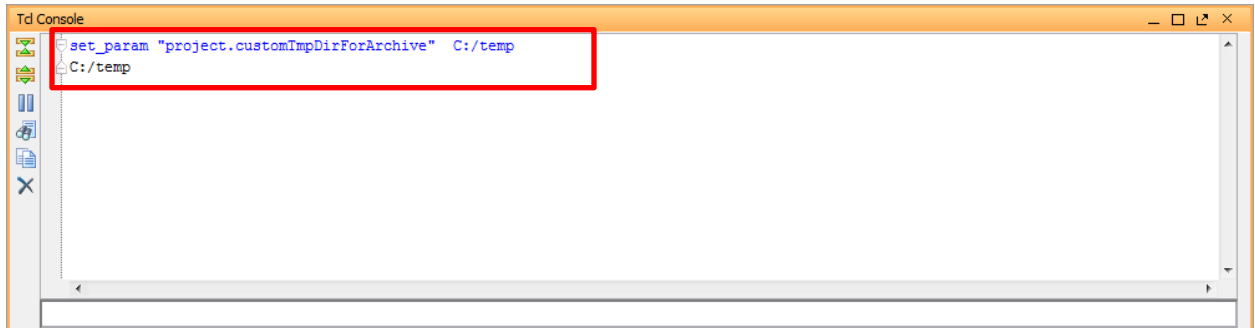 Tcl Console
set_param "project.customTmpDirForArchive"  C:/temp
C:/temp